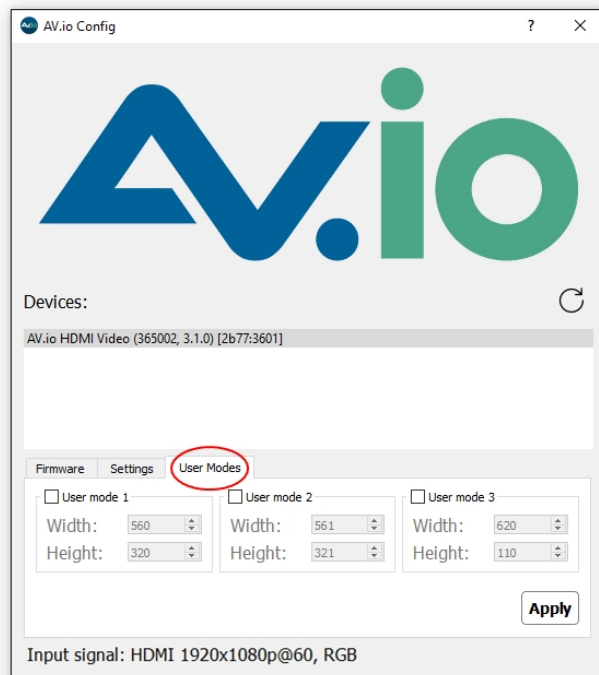 AV.io Config ? ×
AV.io
Devices:
AV.io HDMI Video (365002, 3.1.0) [2b77:3601]
Firmware Settings User Modes
User mode 1 User mode 2 User mode 3
Width: 560 Width: 561 Width: 620
Height: 320 Height: 321 Height: 110
Apply
Input signal: HDMI 1920x1080p@60, RGB